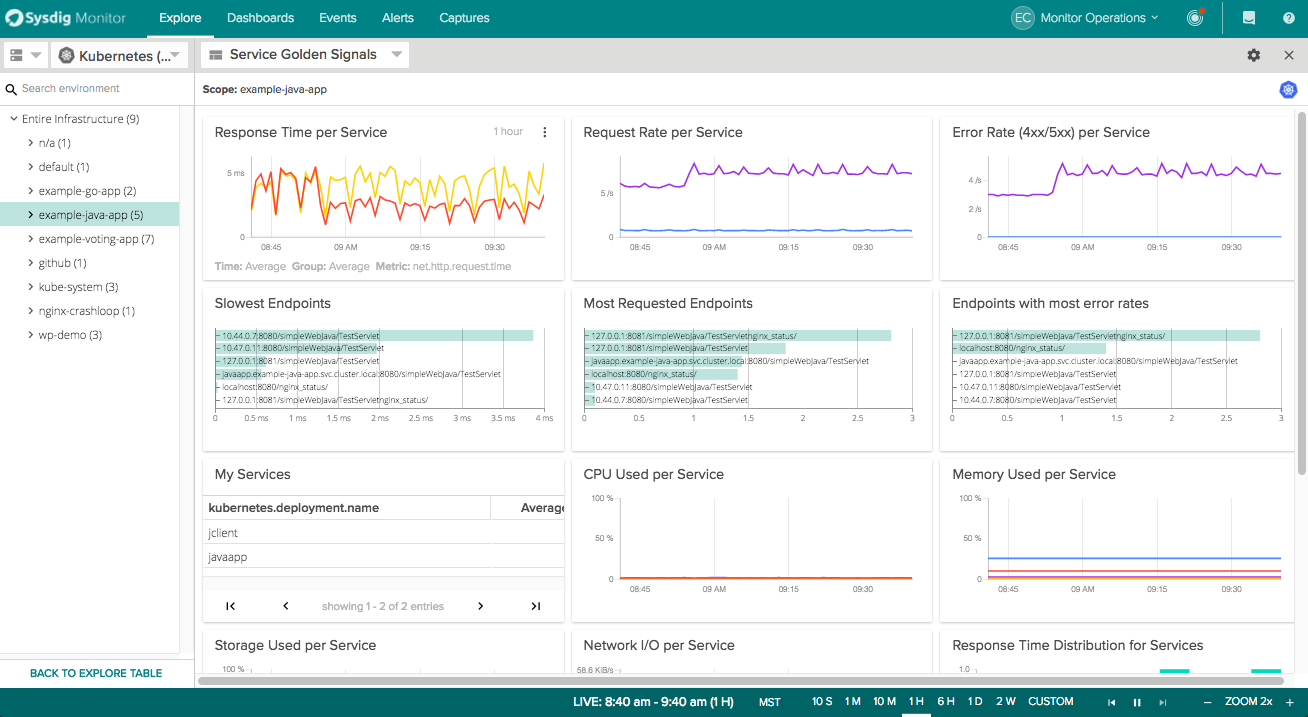 Sysdig Monitor Explore Dashboards Events Alerts Captures EC Monitor Operations
Kubernetes (... Service Golden Signals
Search environment
Scope: example-java-app
Entire Infrastructure (9)
n/a (1)
default (1)
example-go-app (2)
example-java-app (5)
example-voting-app (7)
github (1)
kube-system (3)
nginx-crashloop (1)
wp-demo (3)
BACK TO EXPLORE TABLE
Response Time per Service 1 hour
5 ms
0
08:45 09 AM 09:15 09:30
Time: Average Group: Average Metric: net.http.request.time
Request Rate per Service
5 /s
0
08:45 09 AM 09:15 09:30
Error Rate (4xx/5xx) per Service
4 /s
2 /s
0
08:45 09 AM 09:15 09:30
Slowest Endpoints
10.44.0.7:8080/simpleWebJava/TestServlet
10.47.0.11:8080/simpleWebJava/TestServlet
127.0.0.1:8081/simpleWebJava/TestServlet
javaapp.example-java-app.svc.cluster.local:8080/simpleWebJava/TestServlet
localhost:8080/nginx_status/
127.0.0.1:8081/simpleWebJava/TestServletnginx_status/
0 0.5 ms 1 ms 1.5 ms 2 ms 2.5 ms 3 ms 3.5 ms 4 ms
Most Requested Endpoints
127.0.0.1:8081/simpleWebJava/TestServletnginx_status/
127.0.0.1:8081/simpleWebJava/TestServlet
javaapp.example-java-app.svc.cluster.local:8080/simpleWebJava/TestServlet
localhost:8080/nginx_status/
10.47.0.11:8080/simpleWebJava/TestServlet
10.44.0.7:8080/simpleWebJava/TestServlet
0 0.5 1 1.5 2 2.5 3
Endpoints with most error rates
127.0.0.1:8081/simpleWebJava/TestServletnginx_status/
localhost:8080/nginx_status/
javaapp.example-java-app.svc.cluster.local:8080/simpleWebJava/TestServlet
127.0.0.1:8081/simpleWebJava/TestServlet
10.47.0.11:8080/simpleWebJava/TestServlet
10.44.0.7:8080/simpleWebJava/TestServlet
0 0.5 1 1.5 2 2.5 3
My Services
kubernetes.deployment.name Average
jclient
javaapp
showing 1 - 2 of 2 entries
CPU Used per Service
100 %
50 %
0
08:45 09 AM 09:15 09:30
Memory Used per Service
100 %
50 %
0
08:45 09 AM 09:15 09:30
Storage Used per Service
100 %
Network I/O per Service
58.6 KiB/s
Response Time Distribution for Services
1.0
LIVE: 8:40 am - 9:40 am (1 H) MST 10 S 1 M 10 M 1 H 6 H 1 D 2 W CUSTOM − ZOOM 2x +